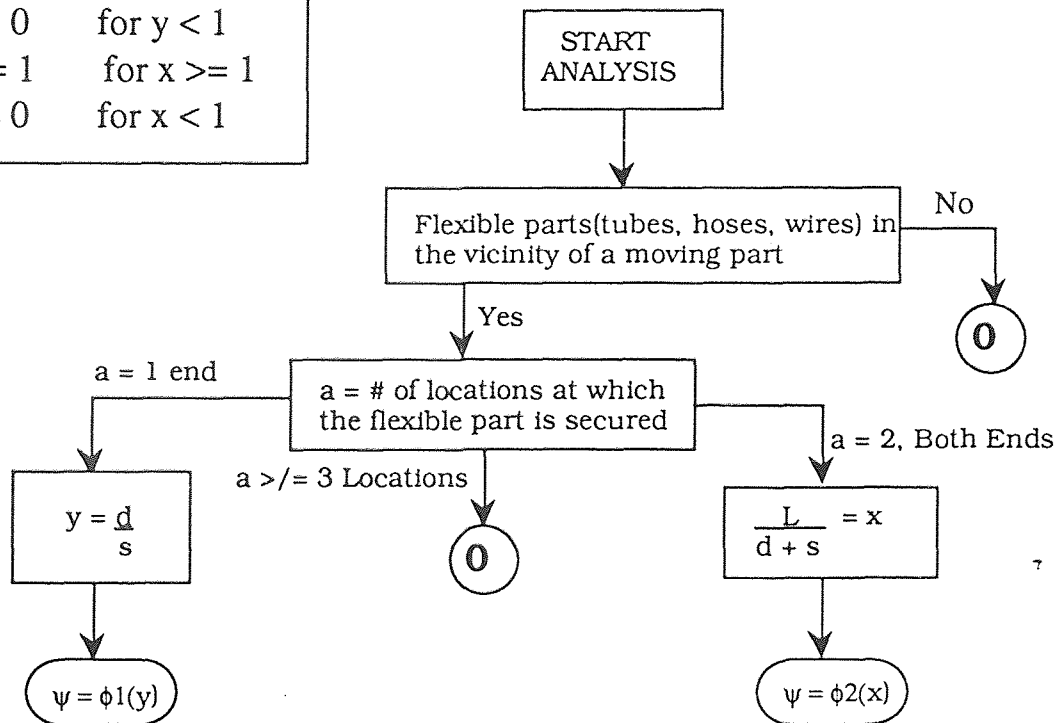 0 for y < 1
= 1 for x >= 1
0 for x < 1
START
ANALYSIS
Flexible parts(tubes, hoses, wires) in
the vicinity of a moving part
No
0
Yes
a = # of locations at which
the flexible part is secured
a = 1 end
a >/= 3 Locations
a = 2, Both Ends
y = d
s
0
L = x
d + s
ψ = ϕ1(y)
ψ = ϕ2(x)